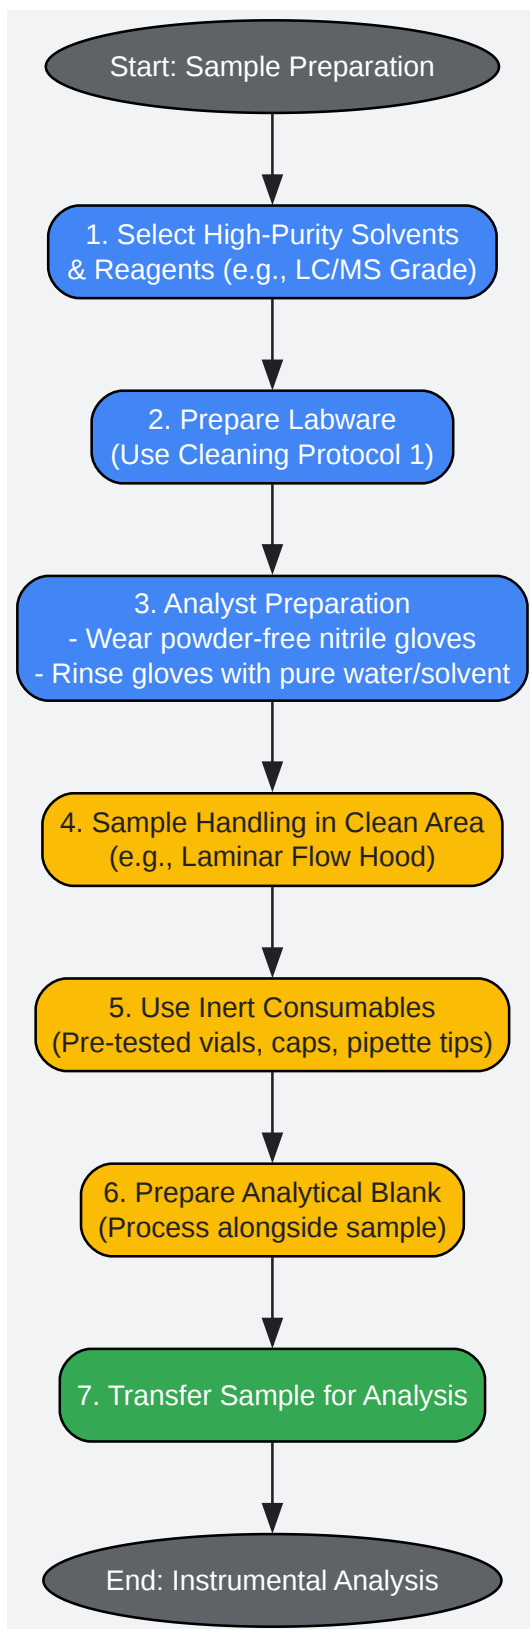 Start: Sample Preparation
1. Select High-Purity Solvents
& Reagents (e.g., LC/MS Grade)
2. Prepare Labware
(Use Cleaning Protocol 1)
3. Analyst Preparation
- Wear powder-free nitrile gloves
- Rinse gloves with pure water/solvent
4. Sample Handling in Clean Area
(e.g., Laminar Flow Hood)
5. Use Inert Consumables
(Pre-tested vials, caps, pipette tips)
6. Prepare Analytical Blank
(Process alongside sample)
7. Transfer Sample for Analysis
End: Instrumental Analysis